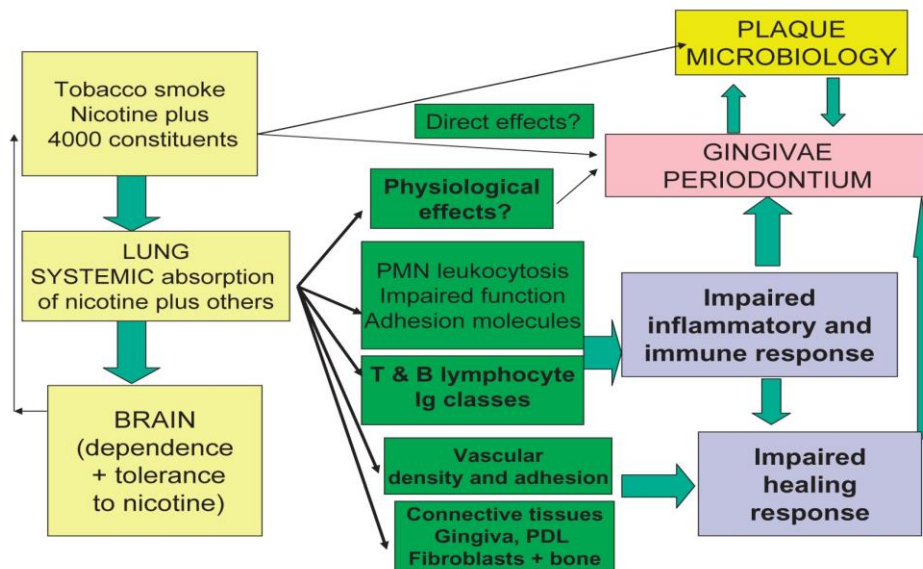 Tobacco smoke
Nicotine plus
4000 constituents
LUNG
SYSTEMIC absorption
of nicotine plus others
BRAIN
(dependence
+ tolerance
to nicotine)
Direct effects?
Physiological
effects?
PMN leukocytosis
Impaired function
Adhesion molecules
T & B lymphocyte
Ig classes
Vascular
density and adhesion
Connective tissues
Gingiva, PDL
Fibroblasts + bone
PLAQUE
MICROBIOLOGY
GINGIVAE
PERIODONTIUM
Impaired
inflammatory and
immune response
Impaired
healing
response